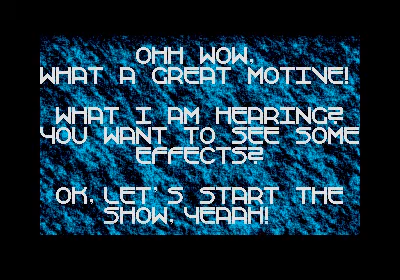 OHH WOW,
WHAT A GREAT MOTIVE!
WHAT I AM HEARING?
YOU WANT TO SEE SOME
EFFECTS?
OK, LET'S START THE
SHOW, YEAAH!